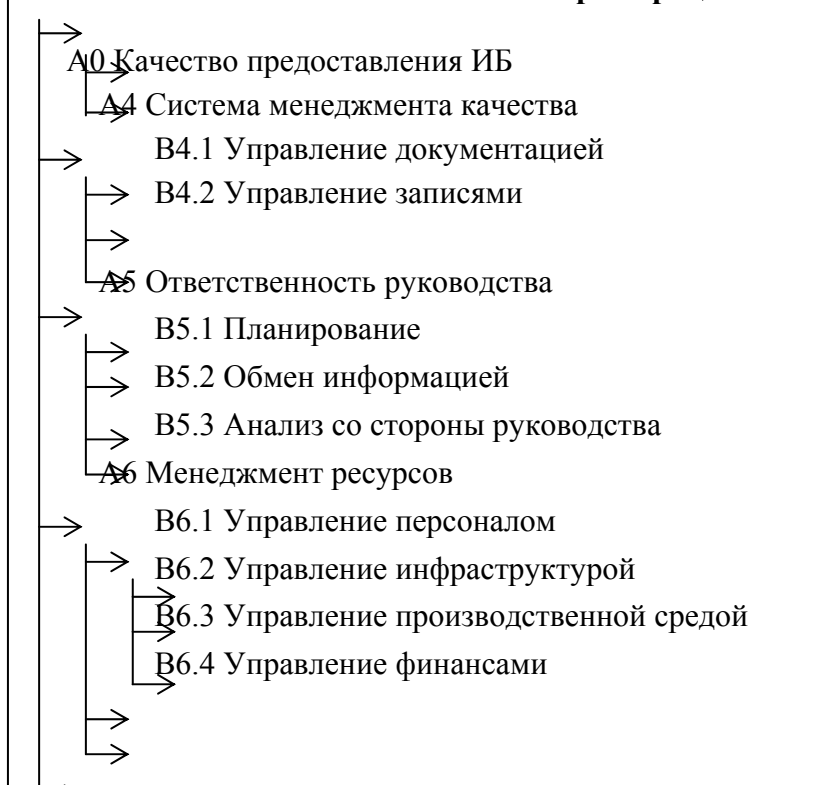 А0 Качество предоставления ИБ
А4 Система менеджмента качества
В4.1 Управление документацией
В4.2 Управление записями
А5 Ответственность руководства
В5.1 Планирование
В5.2 Обмен информацией
В5.3 Анализ со стороны руководства
А6 Менеджмент ресурсов
В6.1 Управление персоналом
В6.2 Управление инфраструктурой
В6.3 Управление производственной средой
В6.4 Управление финансами